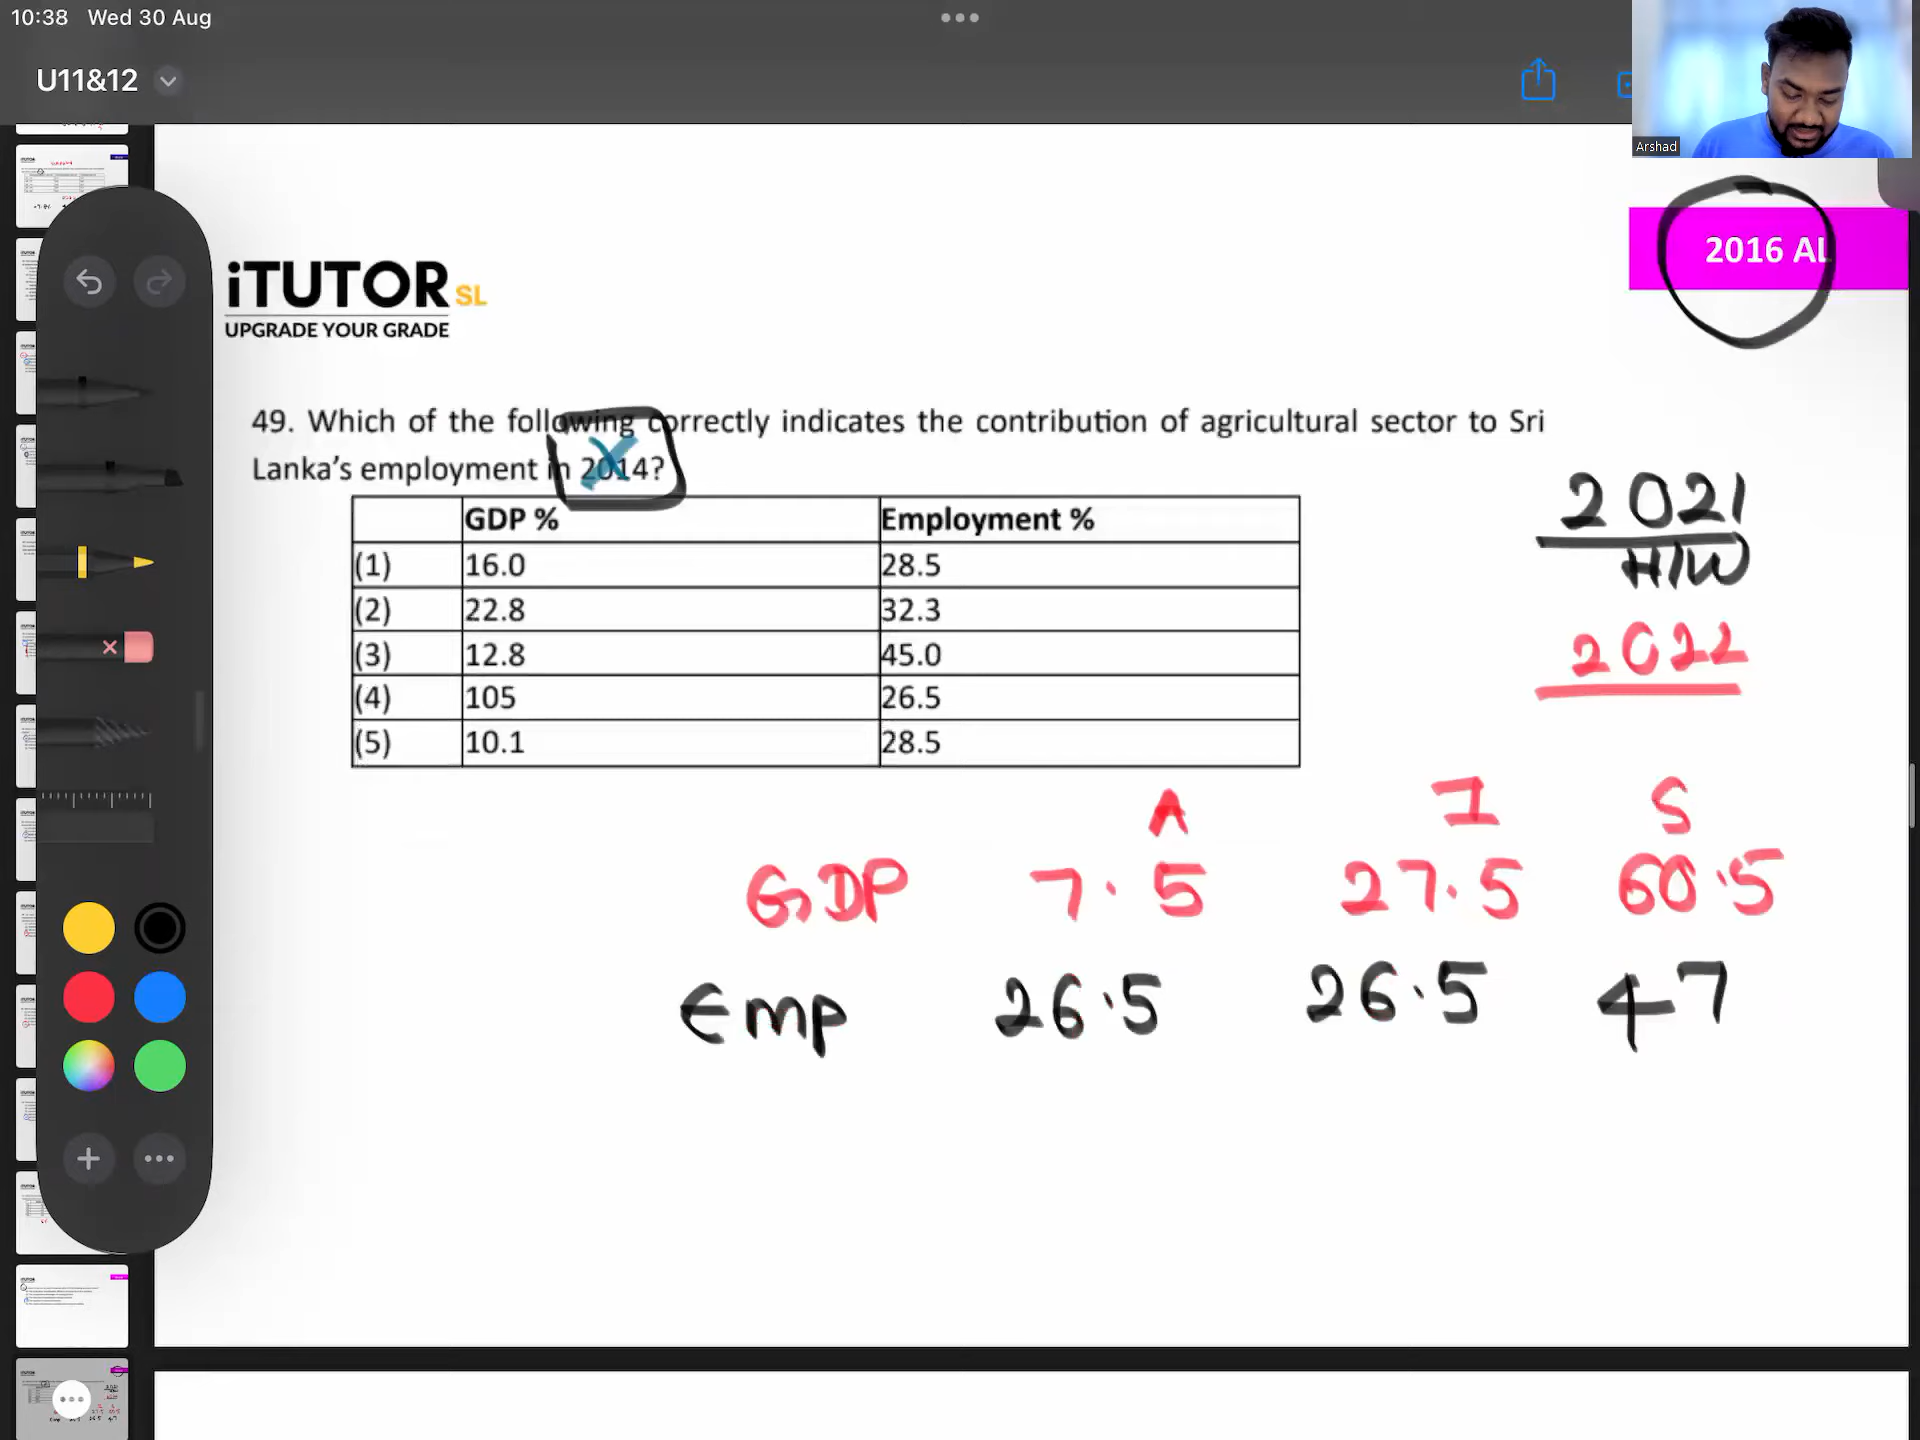 10:38 Wed 30 Aug
U11&12
Arshad
2016 AL
iTUTOR SL
UPGRADE YOUR GRADE
49. Which of the following correctly indicates the contribution of agricultural sector to Sri
Lanka's employment in 2014?
GDP % Employment %
(1) 16.0 28.5
(2) 22.8 32.3
(3) 12.8 45.0
(4) 105 26.5
(5) 10.1 28.5
2021
H/W
2022
A I S
GDP 7.5 27.5 60.5
Emp 26.5 26.5 47